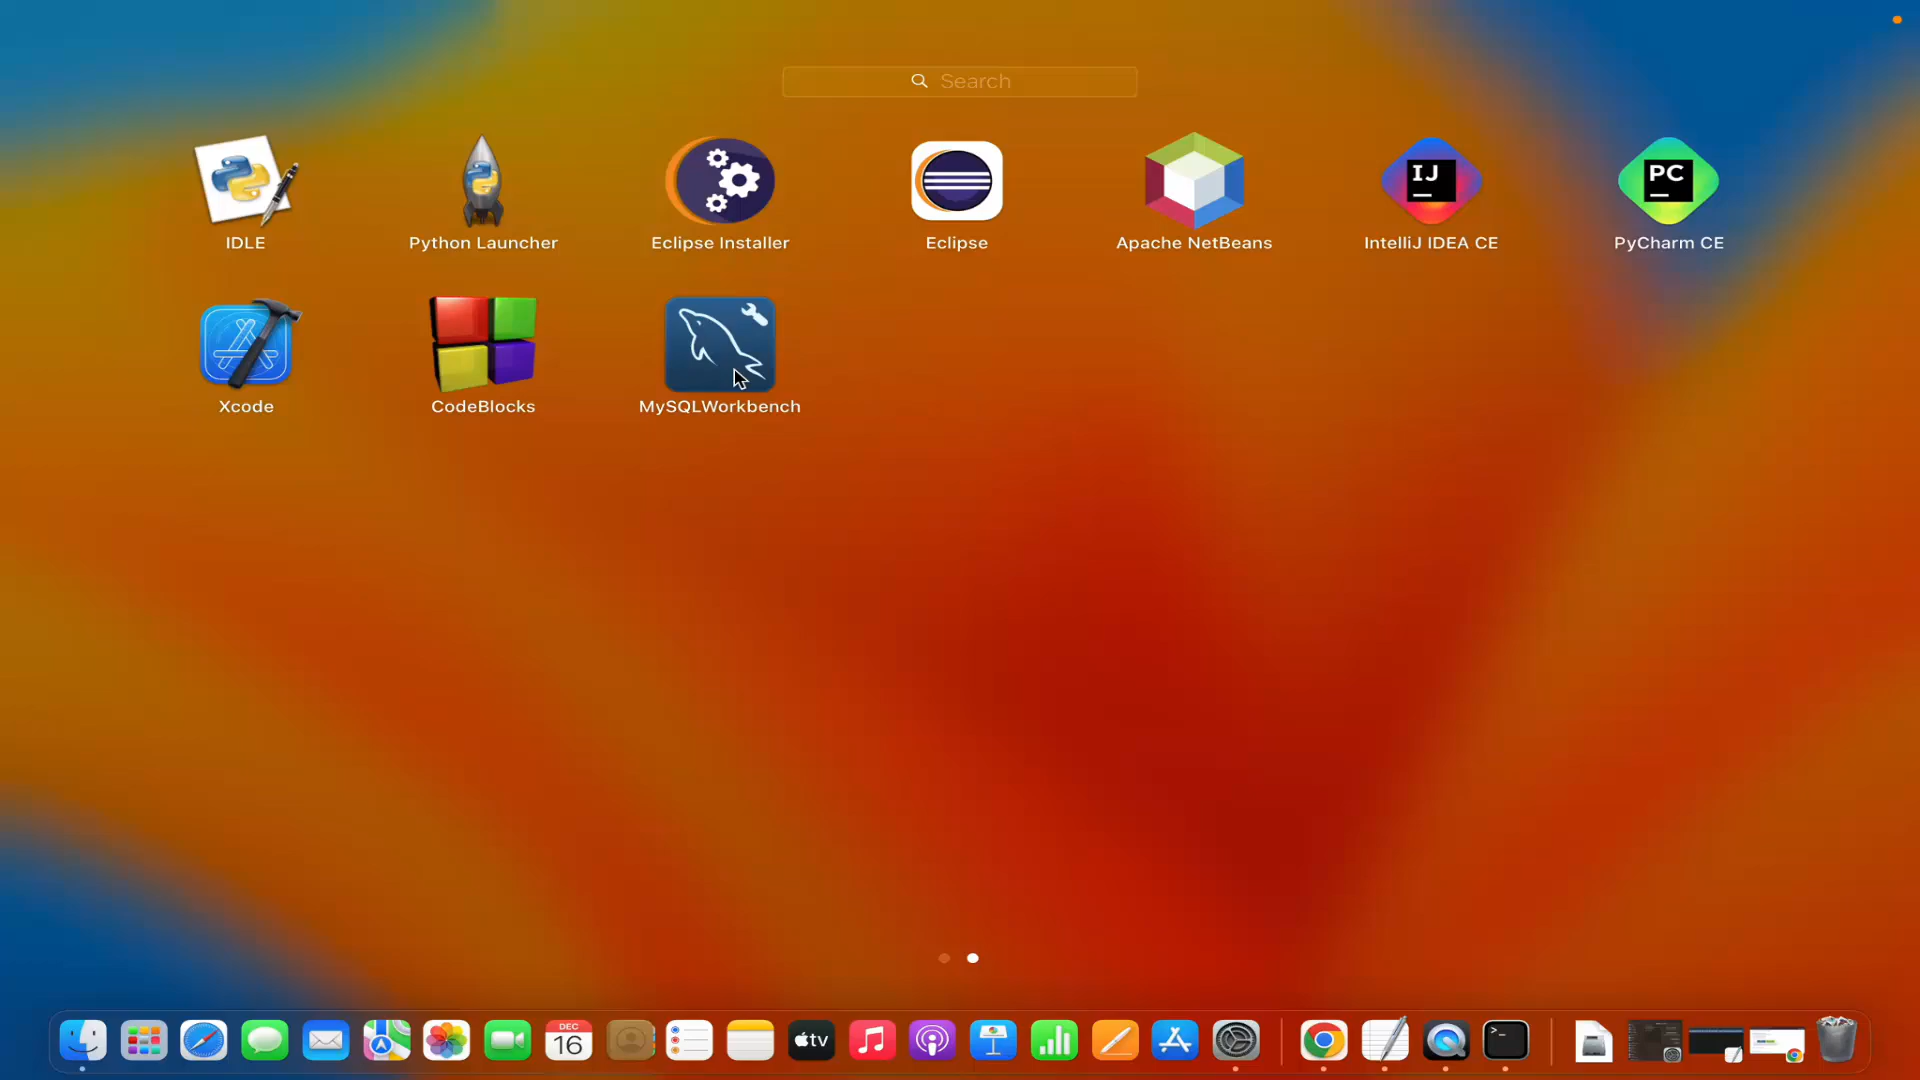 Search
IDLE
Python Launcher
Eclipse Installer
Eclipse
Apache NetBeans
IJ
IntelliJ IDEA CE
PC
PyCharm CE
Xcode
CodeBlocks
MySQLWorkbench
DEC
16
tv
>_